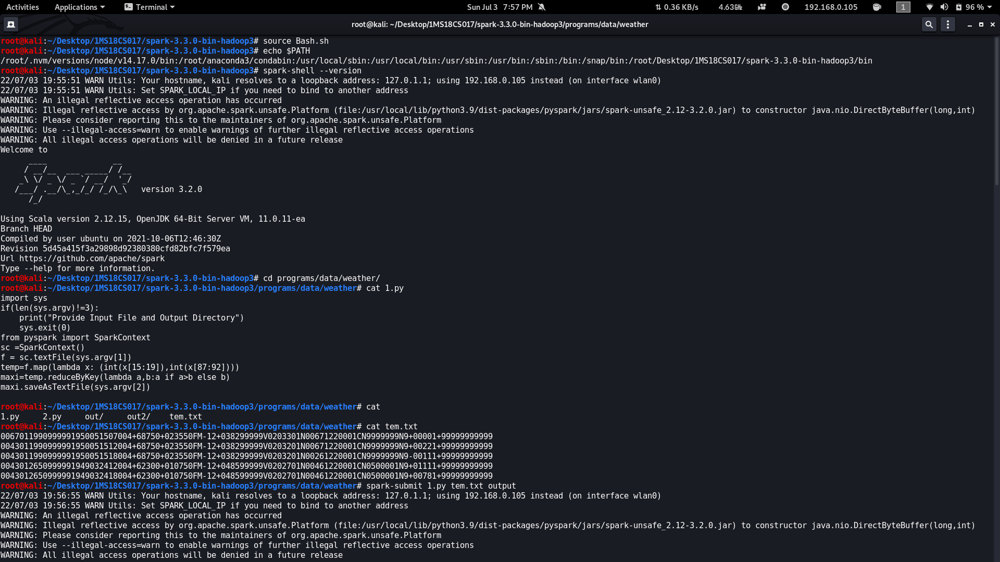 Activities Applications Terminal Sun Jul 3 7:57 PM 0.36 KB/s 4.63GHz 192.168.0.105 1 96 %
root@kali: ~/Desktop/1MS18CS017/spark-3.3.0-bin-hadoop3/programs/data/weather
root@kali:~/Desktop/1MS18CS017/spark-3.3.0-bin-hadoop3# source Bash.sh
root@kali:~/Desktop/1MS18CS017/spark-3.3.0-bin-hadoop3# echo $PATH
/root/.nvm/versions/node/v14.17.0/bin:/root/anaconda3/condabin:/usr/local/sbin:/usr/local/bin:/usr/sbin:/usr/bin:/sbin:/bin:/snap/bin:/root/Desktop/1MS18CS017/spark-3.3.0-bin-hadoop3/bin
root@kali:~/Desktop/1MS18CS017/spark-3.3.0-bin-hadoop3# spark-shell --version
22/07/03 19:55:51 WARN Utils: Your hostname, kali resolves to a loopback address: 127.0.1.1; using 192.168.0.105 instead (on interface wlan0)
22/07/03 19:55:51 WARN Utils: Set SPARK_LOCAL_IP if you need to bind to another address
WARNING: An illegal reflective access operation has occurred
WARNING: Illegal reflective access by org.apache.spark.unsafe.Platform (file:/usr/local/lib/python3.9/dist-packages/pyspark/jars/spark-unsafe_2.12-3.2.0.jar) to constructor java.nio.DirectByteBuffer(long,int)
WARNING: Please consider reporting this to the maintainers of org.apache.spark.unsafe.Platform
WARNING: Use --illegal-access=warn to enable warnings of further illegal reflective access operations
WARNING: All illegal access operations will be denied in a future release
Welcome to
      ____              __
     / __/__  ___ _____/ /__
    _\ \/ _ \/ _ `/ __/  '_/
   /___/ .__/\_,_/_/ /_/\_\   version 3.2.0
      /_/
Using Scala version 2.12.15, OpenJDK 64-Bit Server VM, 11.0.11-ea
Branch HEAD
Compiled by user ubuntu on 2021-10-06T12:46:30Z
Revision 5d45a415f3a29898d92380380cfd82bfc7f579ea
Url https://github.com/apache/spark
Type --help for more information.
root@kali:~/Desktop/1MS18CS017/spark-3.3.0-bin-hadoop3# cd programs/data/weather/
root@kali:~/Desktop/1MS18CS017/spark-3.3.0-bin-hadoop3/programs/data/weather# cat 1.py
import sys
if(len(sys.argv)!=3):
    print("Provide Input File and Output Directory")
    sys.exit(0)
from pyspark import SparkContext
sc =SparkContext()
f = sc.textFile(sys.argv[1])
temp=f.map(lambda x: (int(x[15:19]),int(x[87:92])))
maxi=temp.reduceByKey(lambda a,b:a if a>b else b)
maxi.saveAsTextFile(sys.argv[2])
root@kali:~/Desktop/1MS18CS017/spark-3.3.0-bin-hadoop3/programs/data/weather# cat
1.py     2.py     out/     out2/    tem.txt
root@kali:~/Desktop/1MS18CS017/spark-3.3.0-bin-hadoop3/programs/data/weather# cat tem.txt
0067011990999991950051507004+68750+023550FM-12+038299999V0203301N00671220001CN9999999N9+00001+99999999999
0043011990999991950051512004+68750+023550FM-12+038299999V0203201N00671220001CN9999999N9+00221+99999999999
0043011990999991950051518004+68750+023550FM-12+038299999V0203201N00261220001CN9999999N9-00111+99999999999
0043012650999991949032412004+62300+010750FM-12+048599999V0202701N00461220001CN0500001N9+01111+99999999999
0043012650999991949032418004+62300+010750FM-12+048599999V0202701N00461220001CN0500001N9+00781+99999999999
root@kali:~/Desktop/1MS18CS017/spark-3.3.0-bin-hadoop3/programs/data/weather# spark-submit 1.py tem.txt output
22/07/03 19:56:55 WARN Utils: Your hostname, kali resolves to a loopback address: 127.0.1.1; using 192.168.0.105 instead (on interface wlan0)
22/07/03 19:56:55 WARN Utils: Set SPARK_LOCAL_IP if you need to bind to another address
WARNING: An illegal reflective access operation has occurred
WARNING: Illegal reflective access by org.apache.spark.unsafe.Platform (file:/usr/local/lib/python3.9/dist-packages/pyspark/jars/spark-unsafe_2.12-3.2.0.jar) to constructor java.nio.DirectByteBuffer(long,int)
WARNING: Please consider reporting this to the maintainers of org.apache.spark.unsafe.Platform
WARNING: Use --illegal-access=warn to enable warnings of further illegal reflective access operations
WARNING: All illegal access operations will be denied in a future release